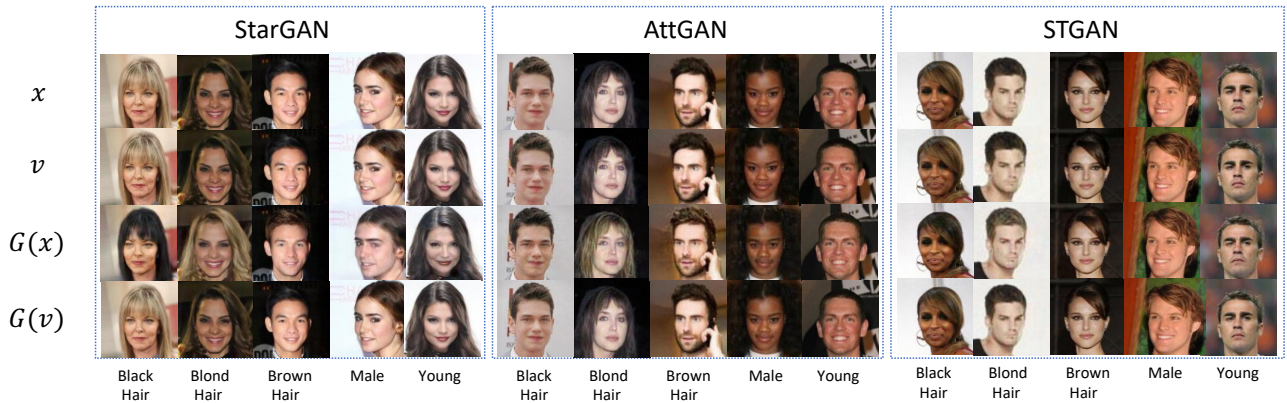 StarGAN
AttGAN
STGAN
x
v
G(x)
G(v)
Black Hair
Blond Hair
Brown Hair
Male
Young
Black Hair
Blond Hair
Brown Hair
Male
Young
Black Hair
Blond Hair
Brown Hair
Male
Young